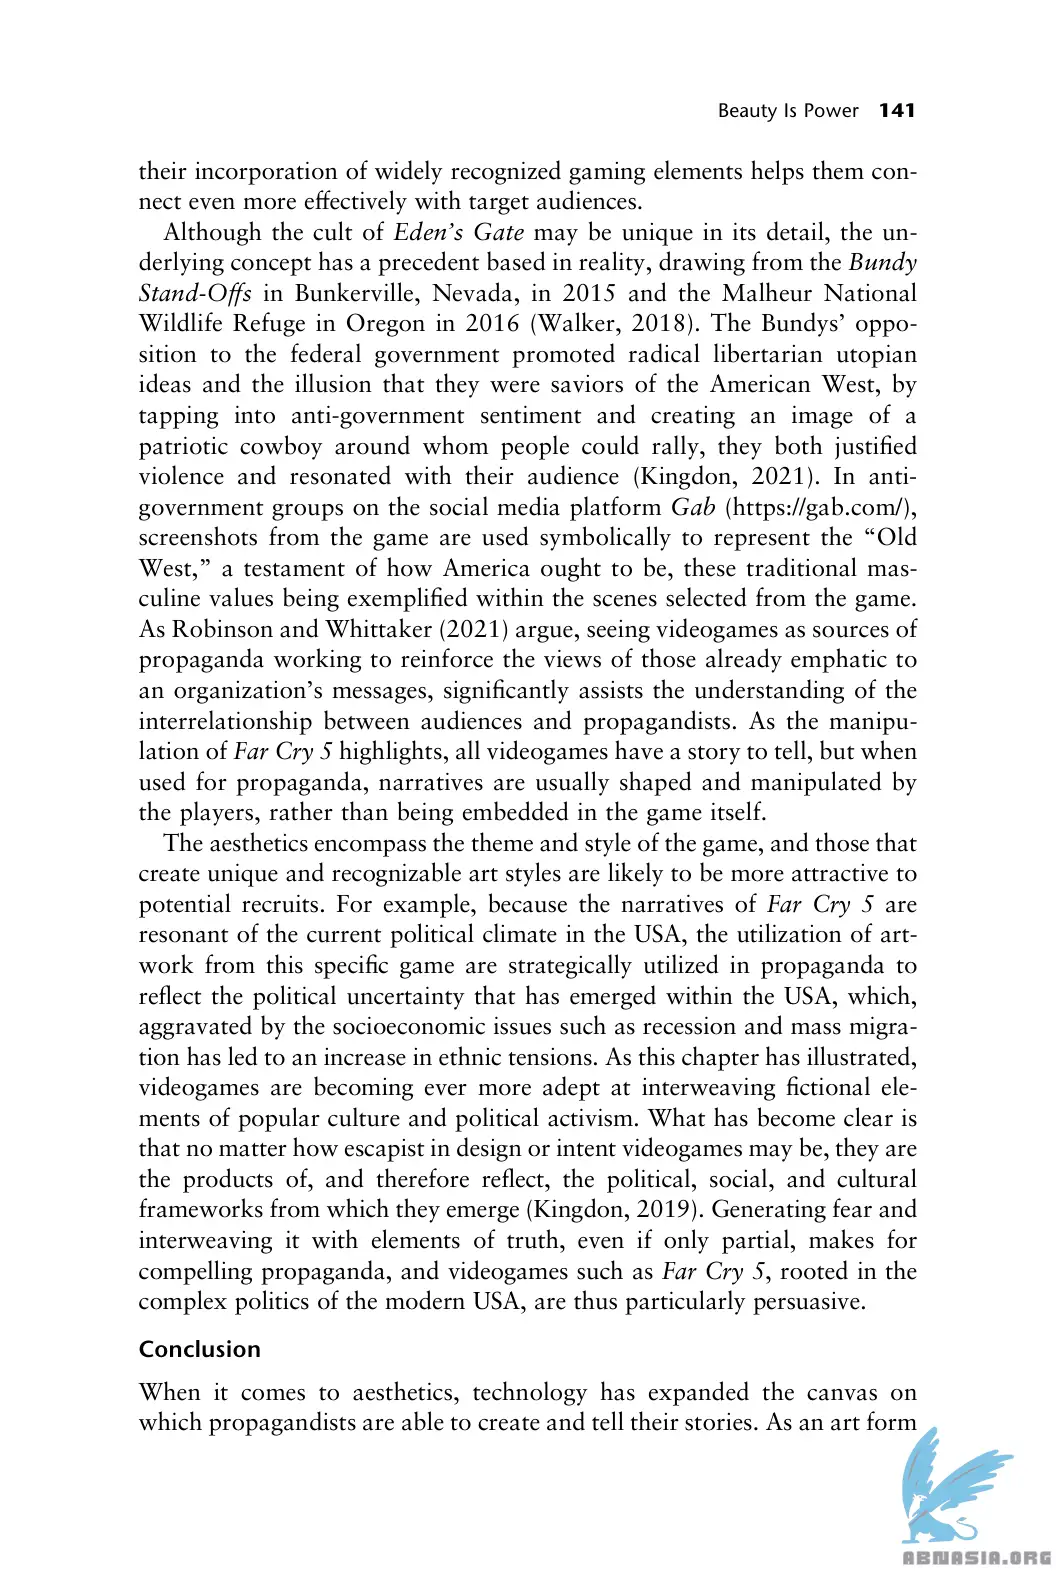 Beauty Is Power 141
their incorporation of widely recognized gaming elements helps them con-
nect even more effectively with target audiences.
Although the cult of Eden's Gate may be unique in its detail, the un-
derlying concept has a precedent based in reality, drawing from the Bundy
Stand-Offs in Bunkerville, Nevada, in 2015 and the Malheur National
Wildlife Refuge in Oregon in 2016 (Walker, 2018). The Bundys' oppo-
sition to the federal government promoted radical libertarian utopian
ideas and the illusion that they were saviors of the American West, by
tapping into anti-government sentiment and creating an image of a
patriotic cowboy around whom people could rally, they both justified
violence and resonated with their audience (Kingdon, 2021). In anti-
government groups on the social media platform Gab (https://gab.com/),
screenshots from the game are used symbolically to represent the “Old
West,” a testament of how America ought to be, these traditional mas-
culine values being exemplified within the scenes selected from the game.
As Robinson and Whittaker (2021) argue, seeing videogames as sources of
propaganda working to reinforce the views of those already emphatic to
an organization's messages, significantly assists the understanding of the
interrelationship between audiences and propagandists. As the manipu-
lation of Far Cry 5 highlights, all videogames have a story to tell, but when
used for propaganda, narratives are usually shaped and manipulated by
the players, rather than being embedded in the game itself.
The aesthetics encompass the theme and style of the game, and those that
create unique and recognizable art styles are likely to be more attractive to
potential recruits. For example, because the narratives of Far Cry 5 are
resonant of the current political climate in the USA, the utilization of art-
work from this specific game are strategically utilized in propaganda to
reflect the political uncertainty that has emerged within the USA, which,
aggravated by the socioeconomic issues such as recession and mass migra-
tion has led to an increase in ethnic tensions. As this chapter has illustrated,
videogames are becoming ever more adept at interweaving fictional ele-
ments of popular culture and political activism. What has become clear is
that no matter how escapist in design or intent videogames may be, they are
the products of, and therefore reflect, the political, social, and cultural
frameworks from which they emerge (Kingdon, 2019). Generating fear and
interweaving it with elements of truth, even if only partial, makes for
compelling propaganda, and videogames such as Far Cry 5, rooted in the
complex politics of the modern USA, are thus particularly persuasive.
Conclusion
When it comes to aesthetics, technology has expanded the canvas on
which propagandists are able to create and tell their stories. As an art form
ABNASIA.ORG